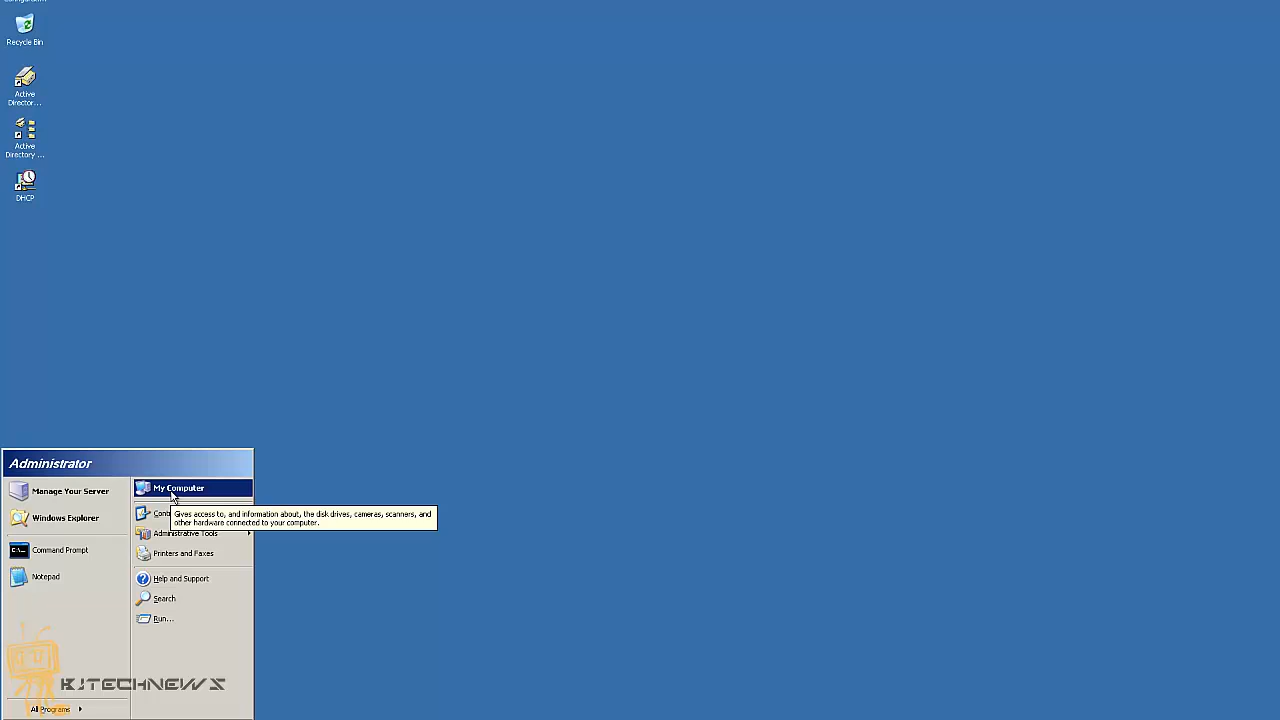 Recycle Bin
Active
Director...
Active
Directory ...
DHCP
Administrator
Manage Your Server
Windows Explorer
Command Prompt
Notepad
All Programs
My Computer
Cont
Gives access to, and information about, the disk drives, cameras, scanners, and
other hardware connected to your computer.
Administrative Tools
Printers and Faxes
Help and Support
Search
Run...
KJTECHNEWS